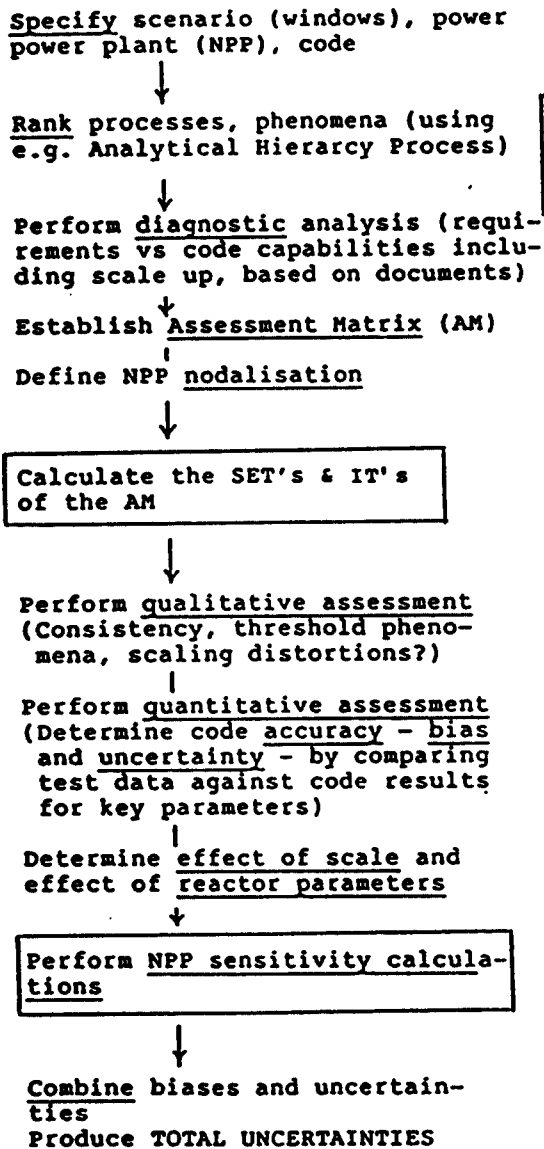 Specify scenario (windows), power
power plant (NPP), code
Rank processes, phenomena (using
e.g. Analytical Hierarcy Process)
Perform diagnostic analysis (requi-
rements vs code capabilities inclu-
ding scale up, based on documents)
Establish Assessment Matrix (AM)
Define NPP nodalisation
Calculate the SET's & IT's
of the AM
Perform qualitative assessment
(Consistency, threshold pheno-
mena, scaling distortions?)
Perform quantitative assessment
(Determine code accuracy - bias
and uncertainty - by comparing
test data against code results
for key parameters)
Determine effect of scale and
effect of reactor parameters
Perform NPP sensitivity calcula-
tions
Combine biases and uncertain-
ties
Produce TOTAL UNCERTAINTIES